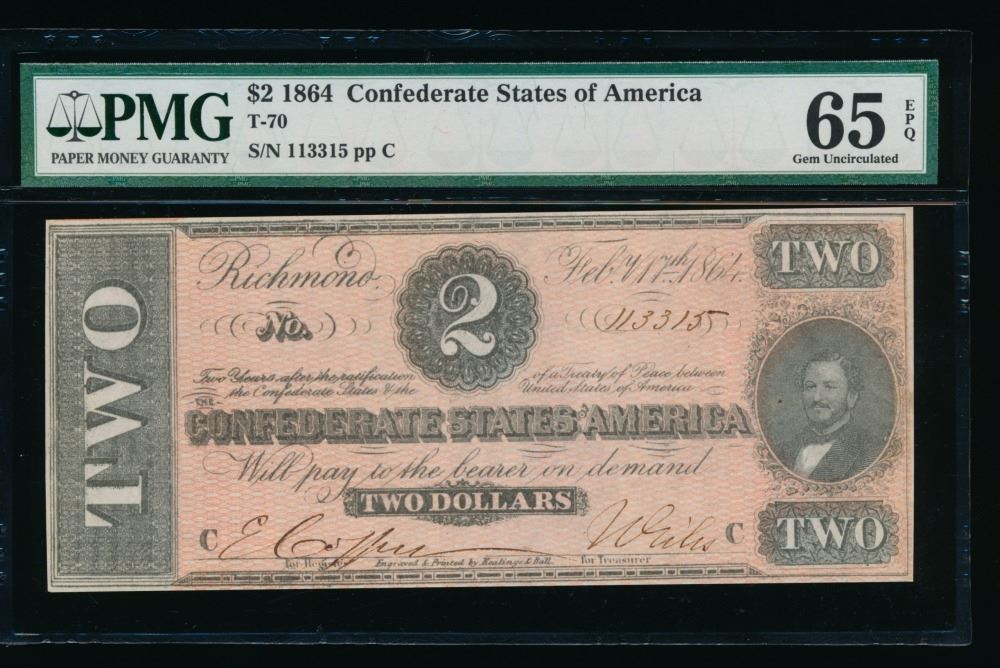 PMG
PAPER MONEY GUARANTY
$2 1864 Confederate States of America
T-70
S/N 113315 pp C
65
EPQ
Gem Uncirculated
TWO
Richmond
2
Feb.y 17th 1864.
TWO
No.
113315
Two Years after the ratification of a Treaty of Peace between
the Confederate States & the United States of America
THE
CONFEDERATE STATES AMERICA
Will pay to the bearer on demand
TWO DOLLARS
C
C
TWO
for Register
Engraved & Printed by Keatinge & Ball.
for Treasurer